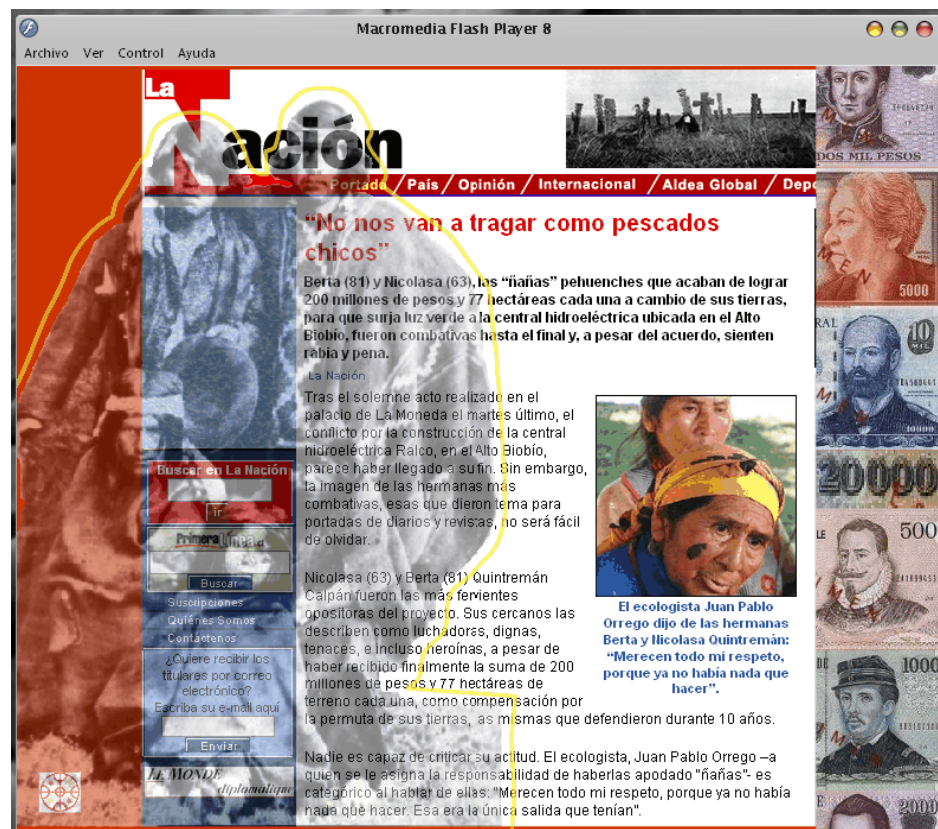 Macromedia Flash Player 8
Archivo Ver Control Ayuda
La
Nación
Portada / País / Opinión / Internacional / Aldea Global / Depo
“No nos van a tragar como pescados
chicos”
Berta (81) y Nicolasa (63), las “ñañas” pehuenches que acaban de lograr
200 millones de pesos y 77 hectáreas cada una a cambio de sus tierras,
para que surja luz verde a la central hidroeléctrica ubicada en el Alto
Biobío, fueron combativas hasta el final y, a pesar del acuerdo, sienten
rabia y pena.
La Nación
Tras el solemne acto realizado en el
palacio de La Moneda el martes último, el
conflicto por la construcción de la central
hidroeléctrica Ralco, en el Alto Biobío,
parece haber llegado a su fin. Sin embargo,
la imagen de las hermanas más
combativas, esas que dieron tema para
portadas de diarios y revistas, no será fácil
de olvidar.
Nicolasa (63) y Berta (81) Quintremán
Calpán fueron las más fervientes
opositoras del proyecto. Sus cercanos las
describen como luchadoras, dignas,
tenaces, e incluso heroínas, a pesar de
haber recibido finalmente la suma de 200
millones de pesos y 77 hectáreas de
terreno cada una, como compensación por
la permuta de sus tierras, as mismas que defendieron durante 10 años.
Nadie es capaz de criticar su actitud. El ecologista, Juan Pablo Orrego –a
quien se le asigna la responsabilidad de haberlas apodado "ñañas"- es
categórico al hablar de ellas: "Merecen todo mi respeto, porque ya no había
nada que hacer. Esa era la única salida que tenían".
El ecologista Juan Pablo
Orrego dijo de las hermanas
Berta y Nicolasa Quintremán:
“Merecen todo mi respeto,
porque ya no había nada que
hacer”.
Buscar en La Nación
ir
Primera Línea
Buscar
Suscripciones
Quiénes Somos
Contáctenos
¿Quiere recibir los
titulares por correo
electrónico?
Escriba su e-mail aquí
Enviar
LE MONDE
diplomatique
DOS MIL PESOS
5000
10
MIL
10000
20000
500
1000
2000